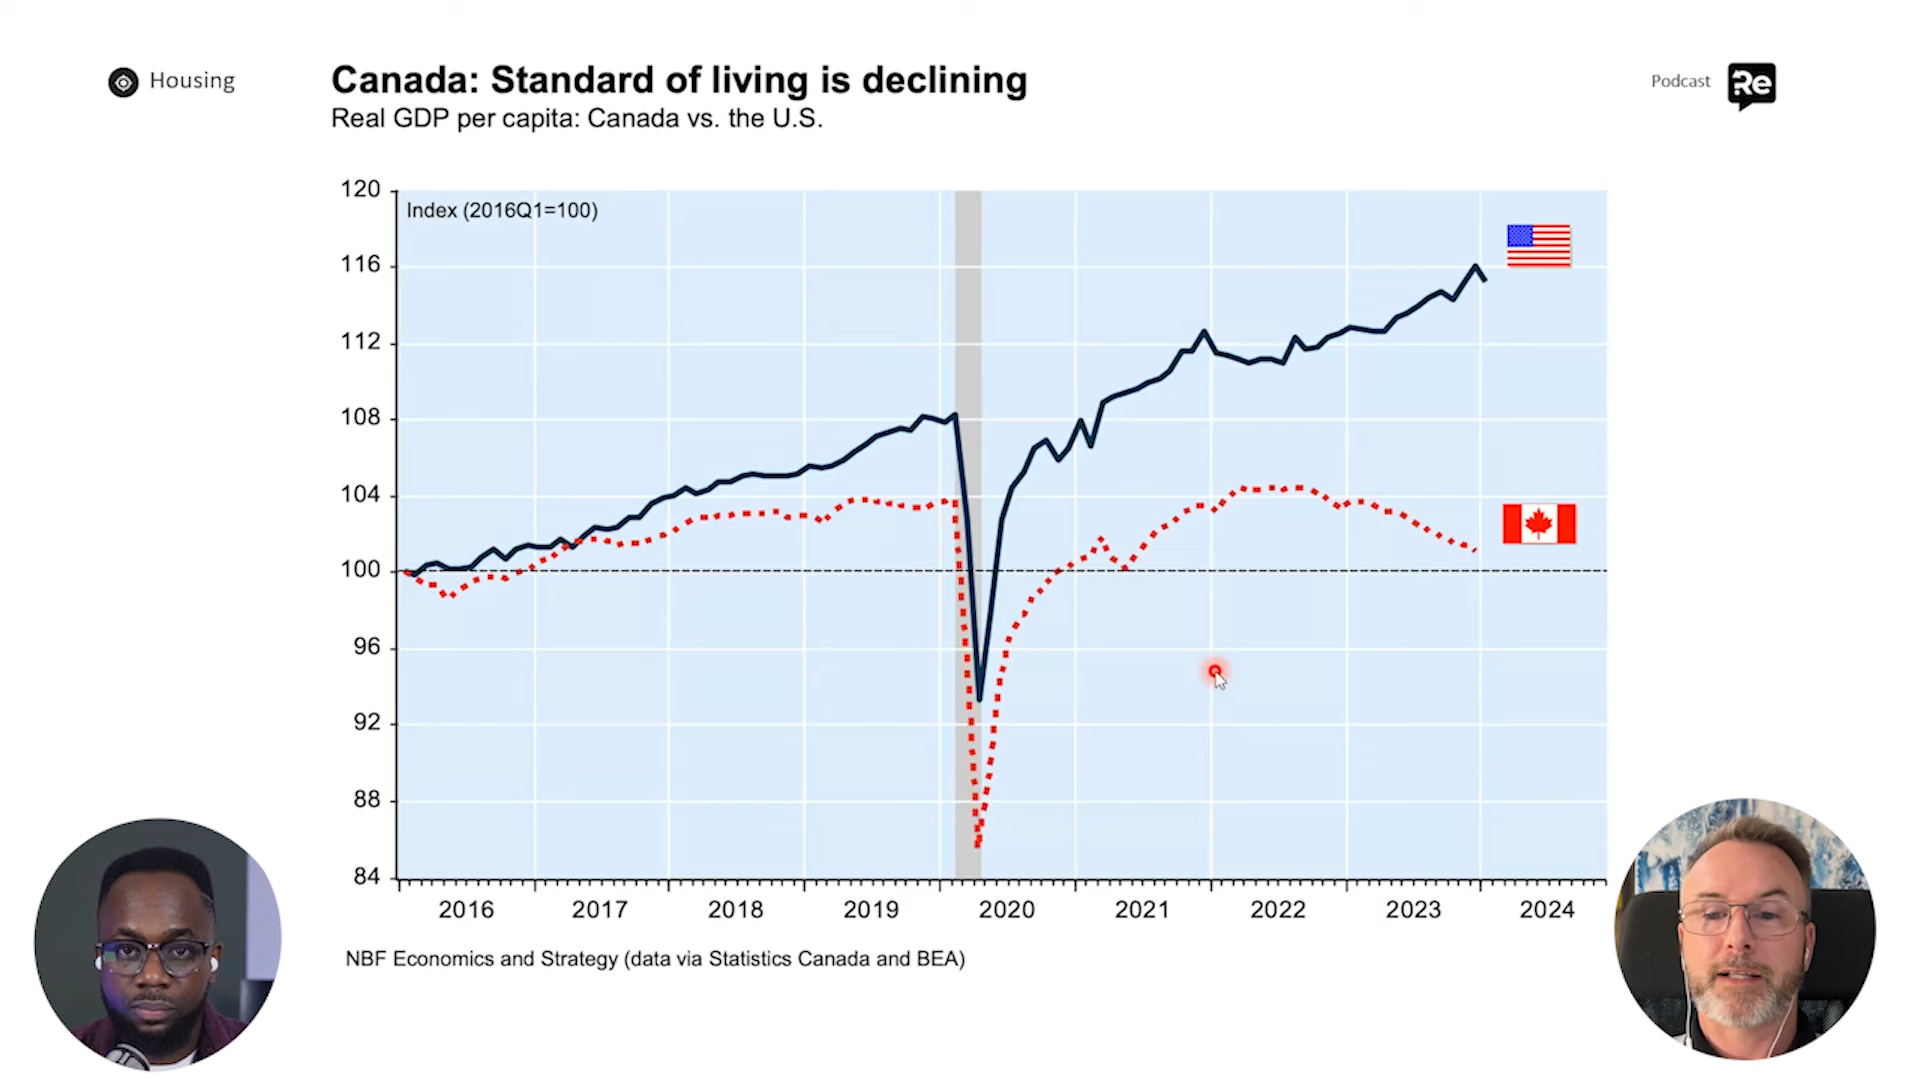 Housing
Canada: Standard of living is declining
Real GDP per capita: Canada vs. the U.S.
Podcast
Re
Index (2016Q1=100)
120
116
112
108
104
100
96
92
88
84
2016 2017 2018 2019 2020 2021 2022 2023 2024
NBF Economics and Strategy (data via Statistics Canada and BEA)